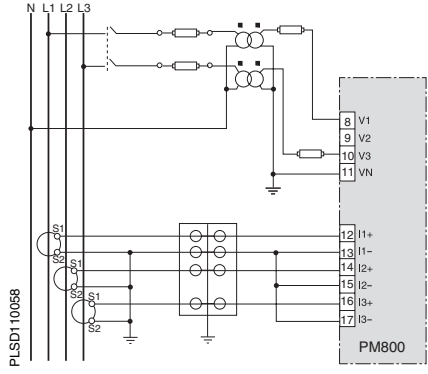 N L1 L2 L3
8 V1
9 V2
10 V3
11 VN
S1
S2
S1
S2
S1
S2
12 I1+
13 I1−
14 I2+
15 I2−
16 I3+
17 I3−
PM800
PLSD110058